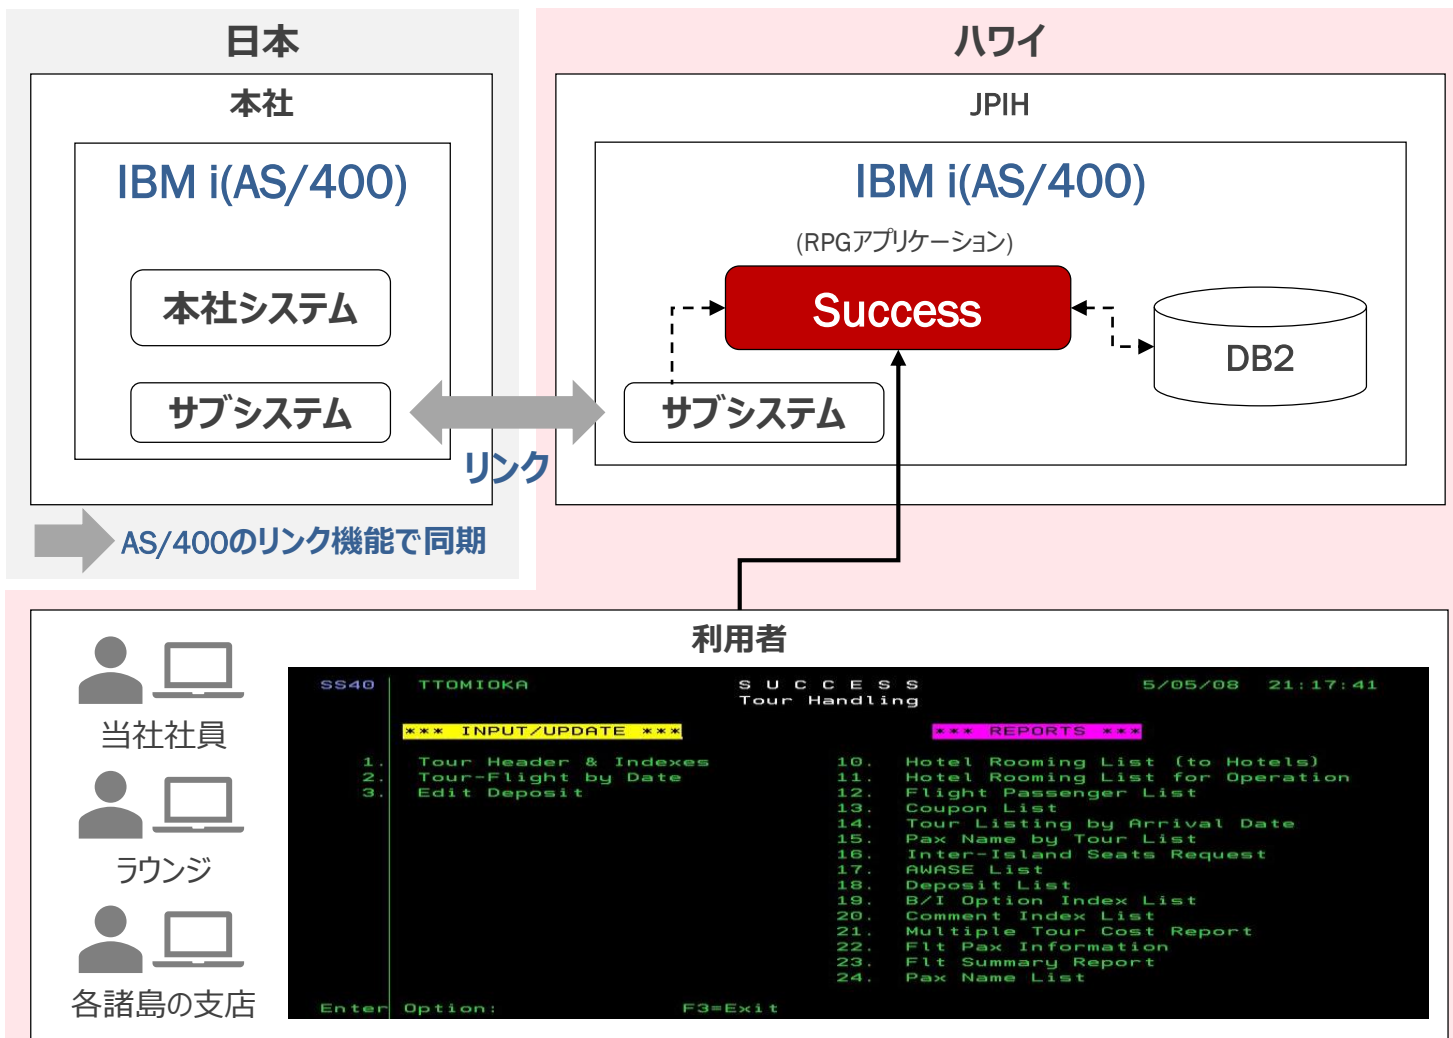 日本
本社
IBM i(AS/400)
本社システム
サブシステム
リンク
AS/400のリンク機能で同期
ハワイ
JPIH
IBM i(AS/400)
(RPGアプリケーション)
Success
DB2
サブシステム
利用者
当社社員
ラウンジ
各諸島の支店
SS40 TTOMIOKA S U C C E S S 5/05/08 21:17:41
Tour Handling
*** INPUT/UPDATE *** *** REPORTS ***
1. Tour Header & Indexes 10. Hotel Rooming List (to Hotels)
2. Tour-Flight by Date 11. Hotel Rooming List for Operation
3. Edit Deposit 12. Flight Passenger List
13. Coupon List
14. Tour Listing by Arrival Date
15. Pax Name by Tour List
16. Inter-Island Seats Request
17. AWASE List
18. Deposit List
19. B/I Option Index List
20. Comment Index List
21. Multiple Tour Cost Report
22. Flt Pax Information
23. Flt Summary Report
24. Pax Name List
Enter Option: F3=Exit